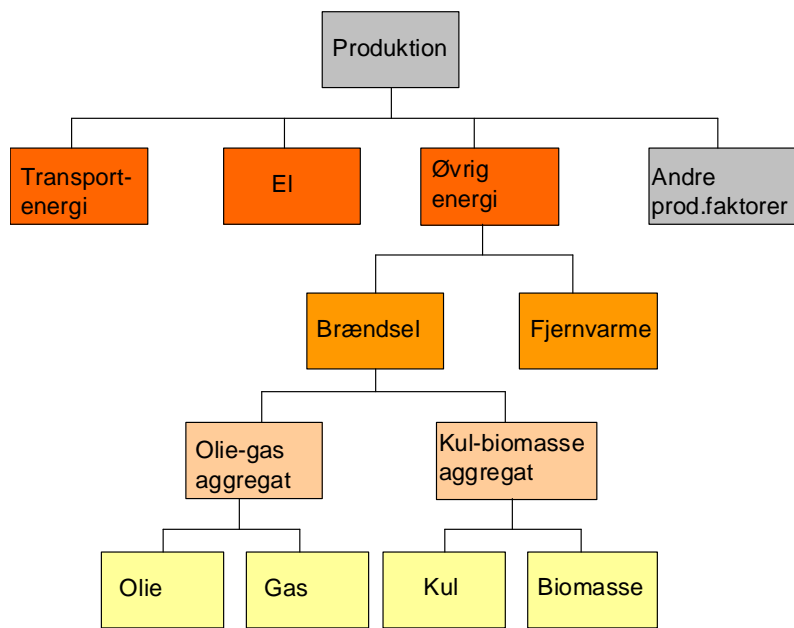 Produktion
Transport-
energi
El
Øvrig
energi
Andre
prod.faktorer
Brændsel
Fjernvarme
Olie-gas
aggregat
Kul-biomasse
aggregat
Olie
Gas
Kul
Biomasse